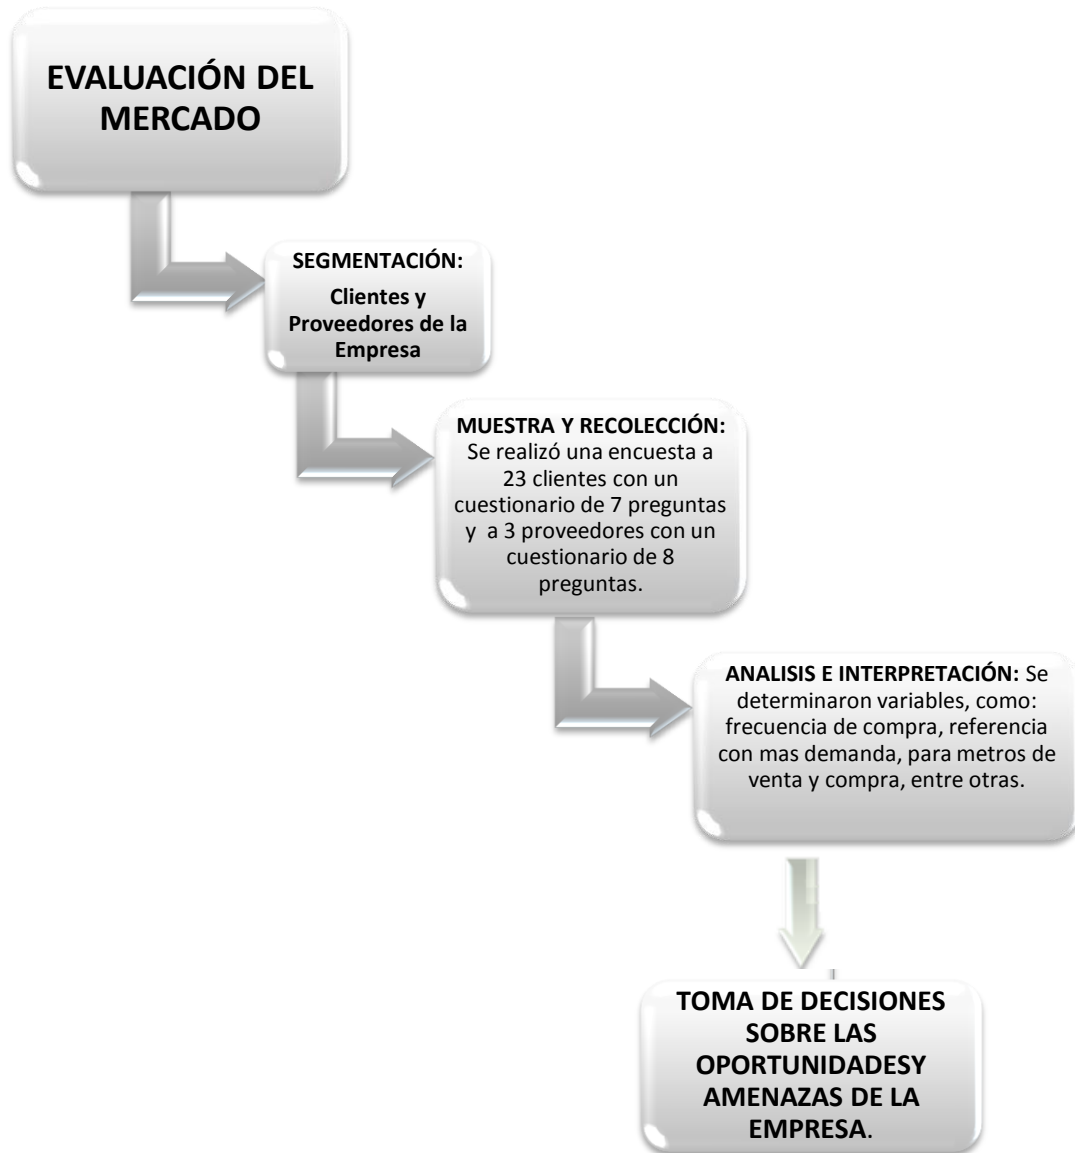 EVALUACIÓN DEL
MERCADO
SEGMENTACIÓN:
Clientes y
Proveedores de la
Empresa
MUESTRA Y RECOLECCIÓN:
Se realizó una encuesta a
23 clientes con un
cuestionario de 7 preguntas
y a 3 proveedores con un
cuestionario de 8
preguntas.
ANALISIS E INTERPRETACIÓN: Se
determinaron variables, como:
frecuencia de compra, referencia
con mas demanda, para metros de
venta y compra, entre otras.
TOMA DE DECISIONES
SOBRE LAS
OPORTUNIDADESY
AMENAZAS DE LA
EMPRESA.